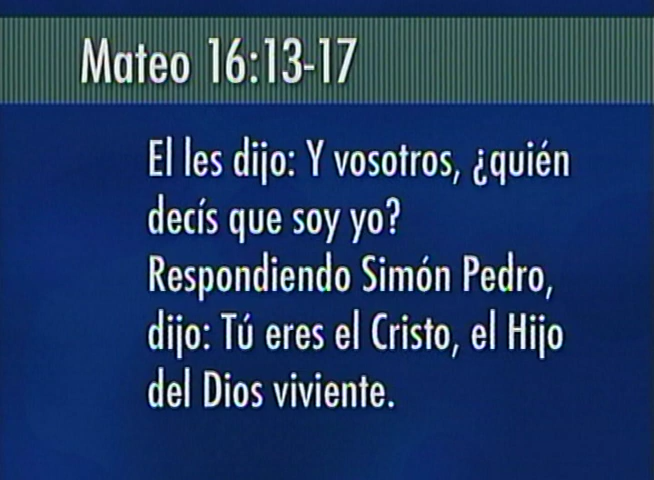 Mateo 16:13-17
El les dijo: Y vosotros, ¿quién
decís que soy yo?
Respondiendo Simón Pedro,
dijo: Tú eres el Cristo, el Hijo
del Dios viviente.